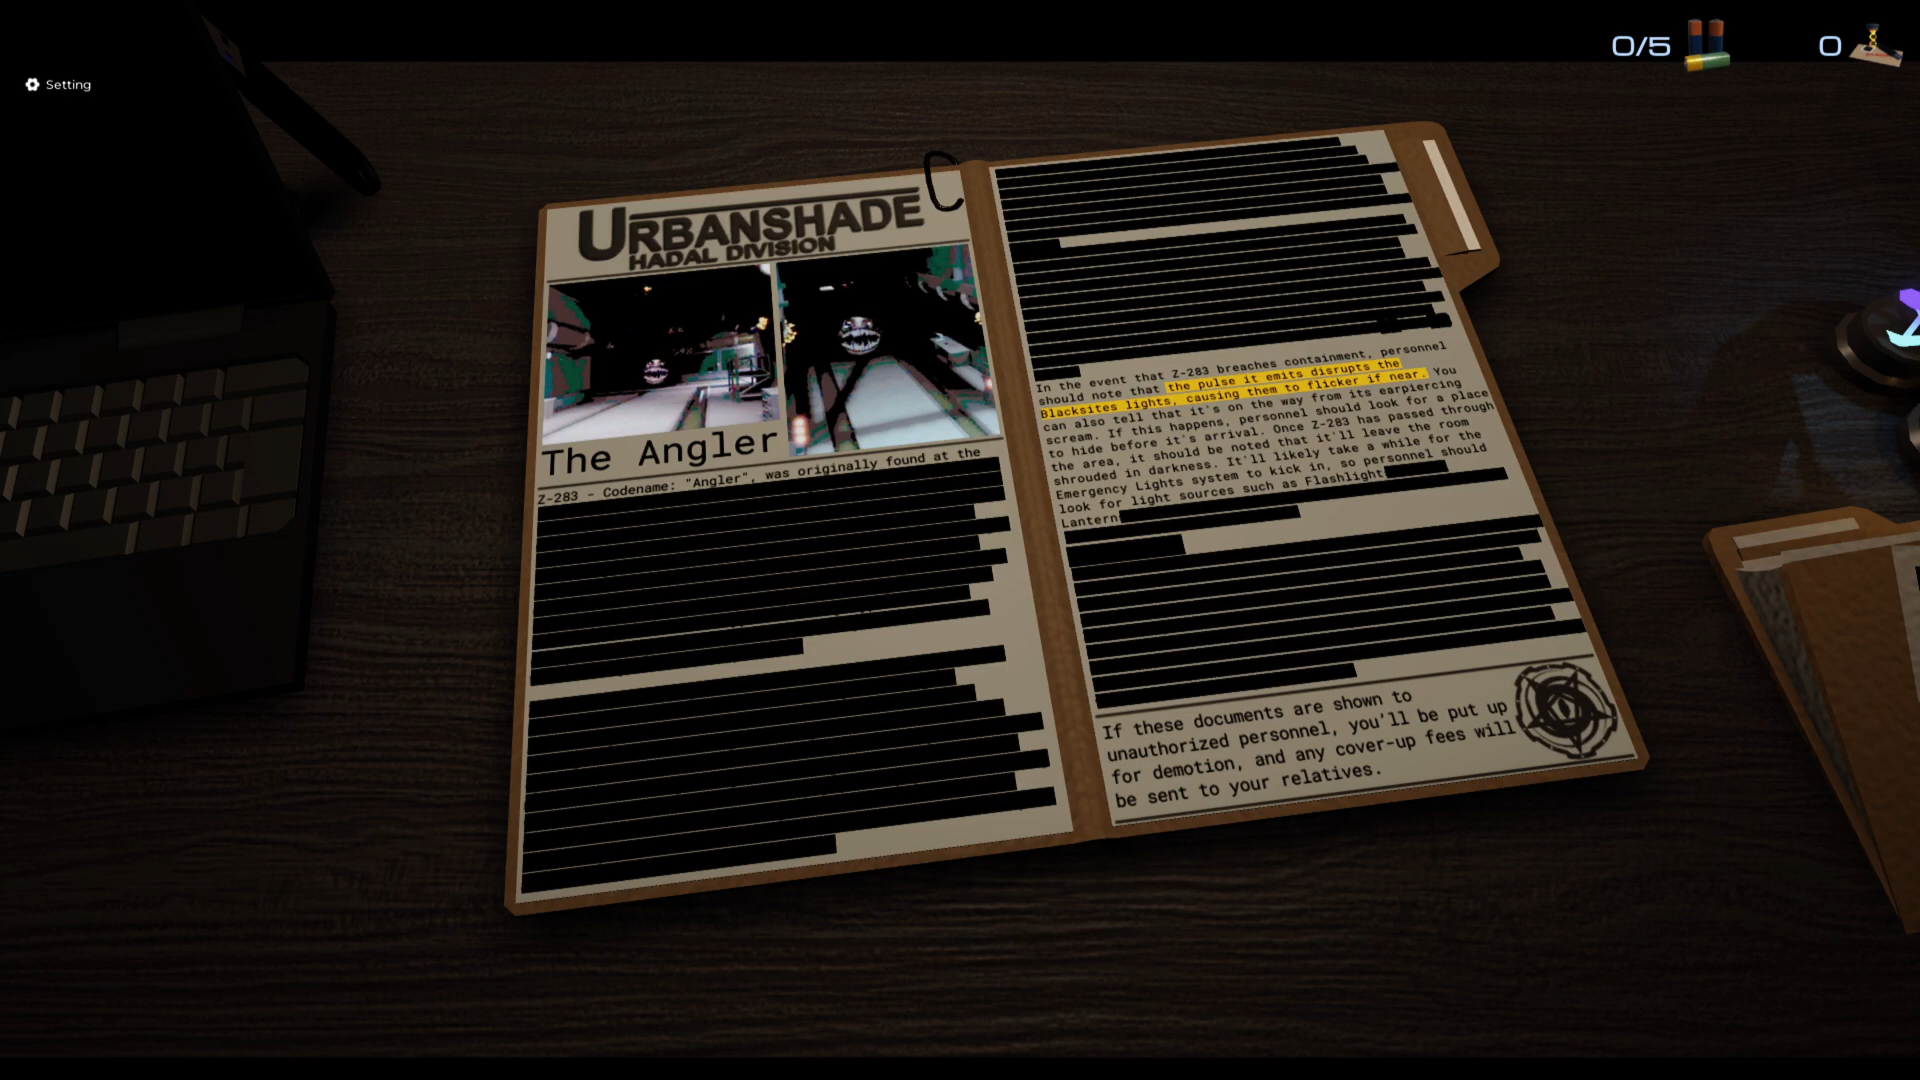 0/5
0
Setting
URBANSHADE
HADAL DIVISION
The Angler
Z-283 - Codename: "Angler", was originally found at the
In the event that Z-283 breaches containment, personnel
should note that the pulse it emits disrupts the
Blacksites lights, causing them to flicker if near. You
can also tell that it's on the way from its earpiercing
scream. If this happens, personnel should look for a place
to hide before it's arrival. Once Z-283 has passed through
the area, it should be noted that it'll leave the room
shrouded in darkness. It'll likely take a while for the
Emergency Lights system to kick in, so personnel should
look for light sources such as Flashlight
Lantern
If these documents are shown to
unauthorized personnel, you'll be put up
for demotion, and any cover-up fees will
be sent to your relatives.